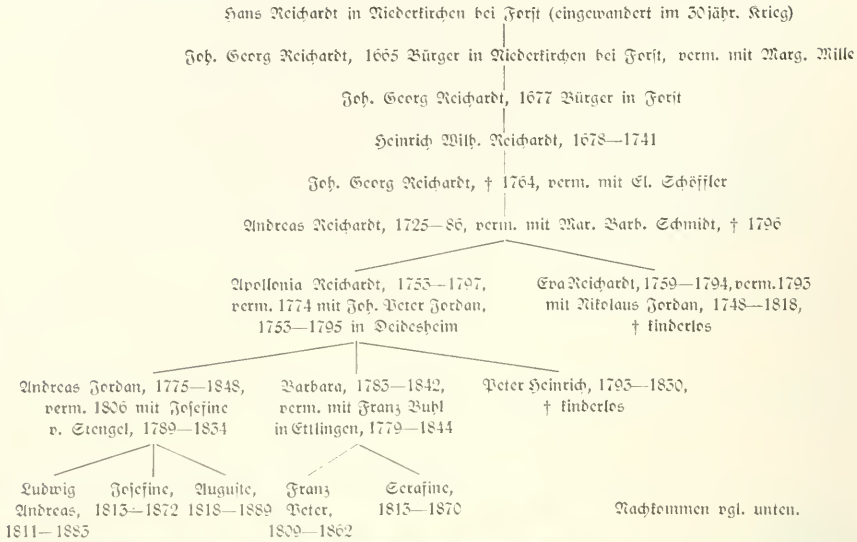 Hans Reichardt in Niederkirchen bei Forst (eingewandert im 30jähr. Krieg)
Joh. Georg Reichardt, 1665 Bürger in Niederkirchen bei Forst, verm. mit Marg. Mille
Joh. Georg Reichardt, 1677 Bürger in Forst
Heinrich Wilh. Reichardt, 1678—1741
Joh. Georg Reichardt, † 1764, verm. mit El. Schöffler
Andreas Reichardt, 1725—86, verm. mit Mar. Barb. Schmidt, † 1796
Apollonia Reichardt, 1753—1797,
verm. 1774 mit Joh. Peter Jordan,
1753—1795 in Deidesheim
Eva Reichardt, 1759—1794, verm. 1793
mit Nikolaus Jordan, 1748—1818,
† kinderlos
Andreas Jordan, 1775—1848,
verm. 1806 mit Josefine
v. Stengel, 1789—1834
Barbara, 1783—1842,
verm. mit Franz Buhl
in Ettlingen, 1779—1844
Peter Heinrich, 1793—1830,
† kinderlos
Ludwig
Andreas,
1811—1883
Josefine,
1813—1872
Auguste,
1818—1889
Franz
Peter,
1809—1862
Serafine,
1813—1870
Nachkommen vgl. unten.